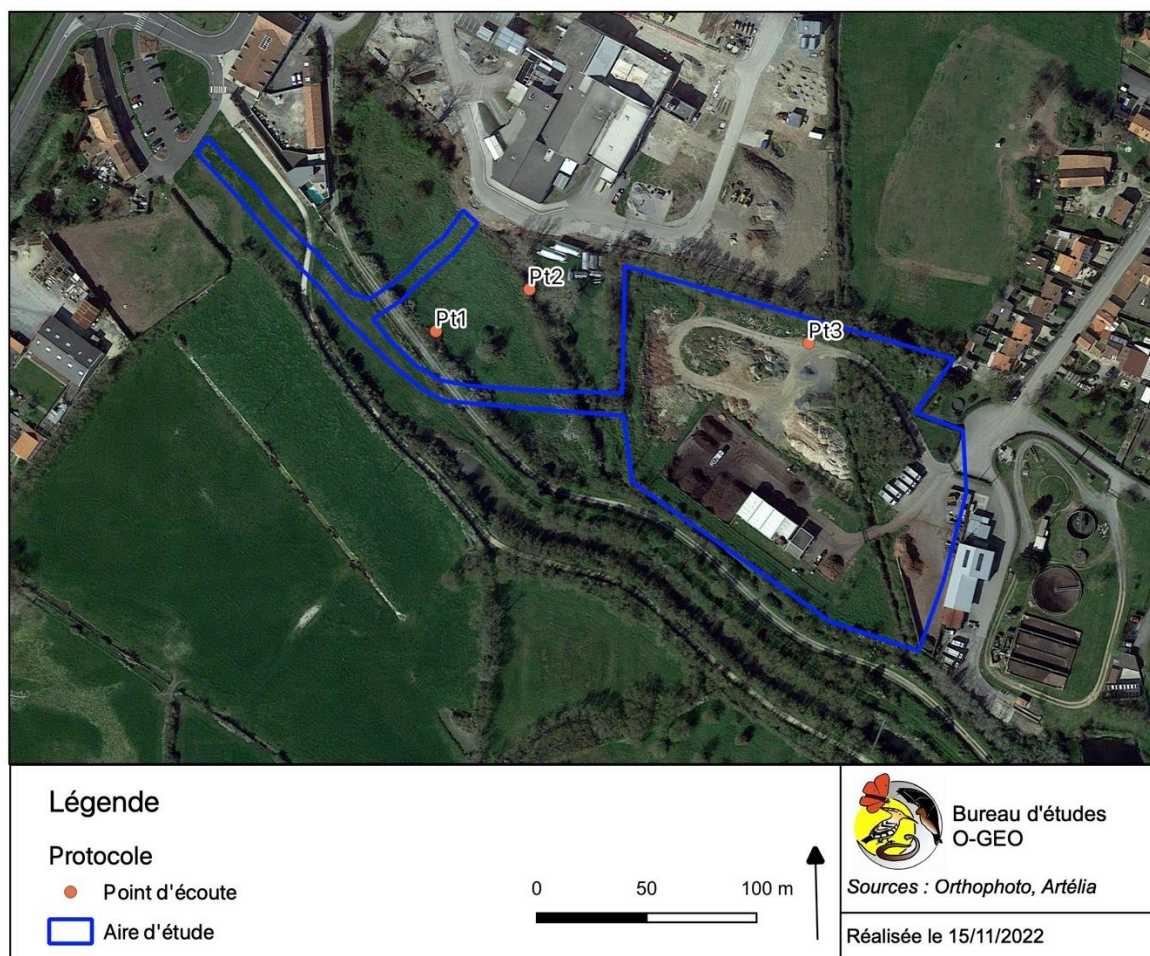 Pt1
Pt2
Pt3
Légende
Protocole
Point d'écoute
Aire d'étude
0 50 100 m
Bureau d'études
O-GEO
Sources : Orthophoto, Artélia
Réalisée le 15/11/2022